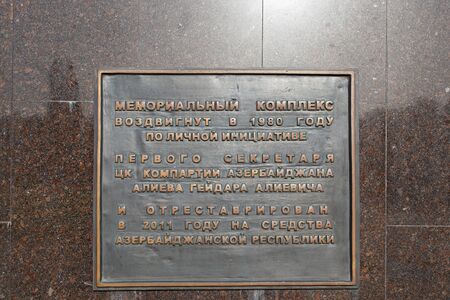 МЕМОРИАЛЬНЫЙ КОМПЛЕКС
ВОЗДВИГНУТ В 1980 ГОДУ
ПО ЛИЧНОЙ ИНИЦИАТИВЕ
ПЕРВОГО СЕКРЕТАРЯ
ЦК КОМПАРТИИ АЗЕРБАЙДЖАНА
АЛИЕВА ГЕЙДАРА АЛИЕВИЧА
И ОТРЕСТАВРИРОВАН
В 2011 ГОДУ НА СРЕДСТВА
АЗЕРБАЙДЖАНСКОЙ РЕСПУБЛИКИ